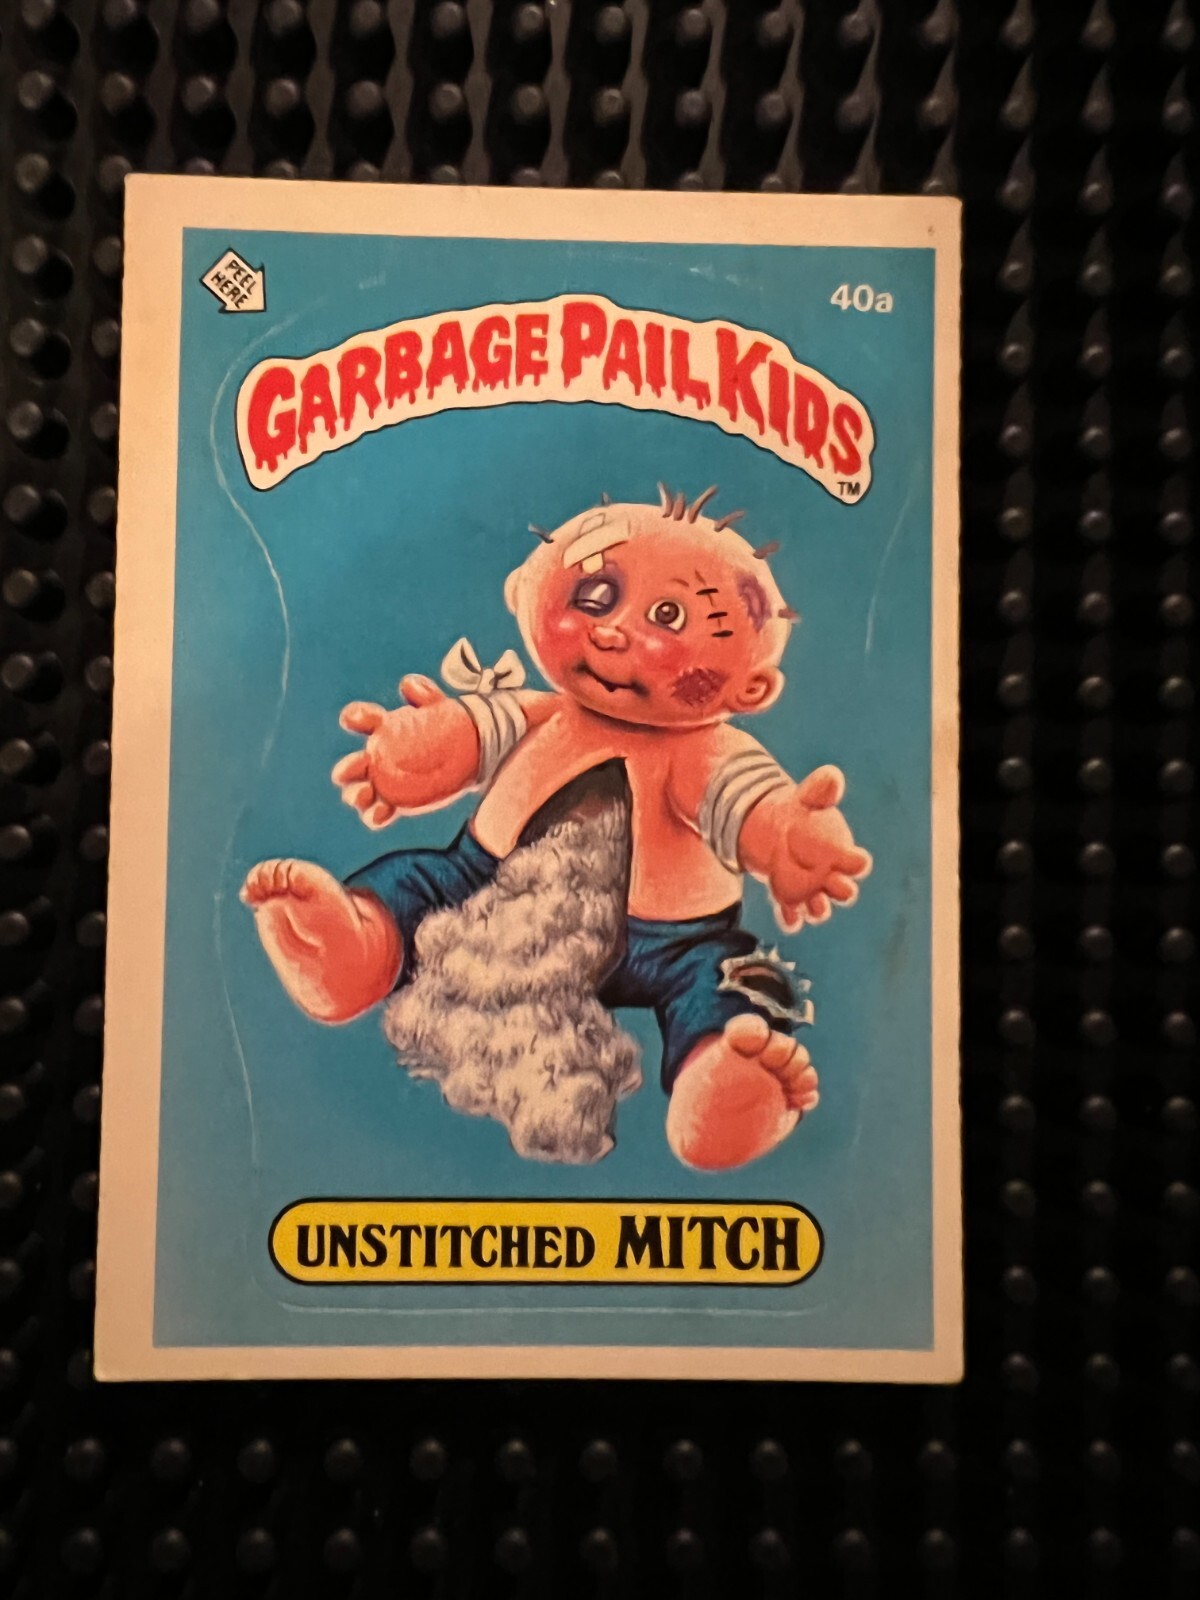 PEEL
HERE
40a
GARBAGE PAIL KIDS
TM
UNSTITCHED MITCH